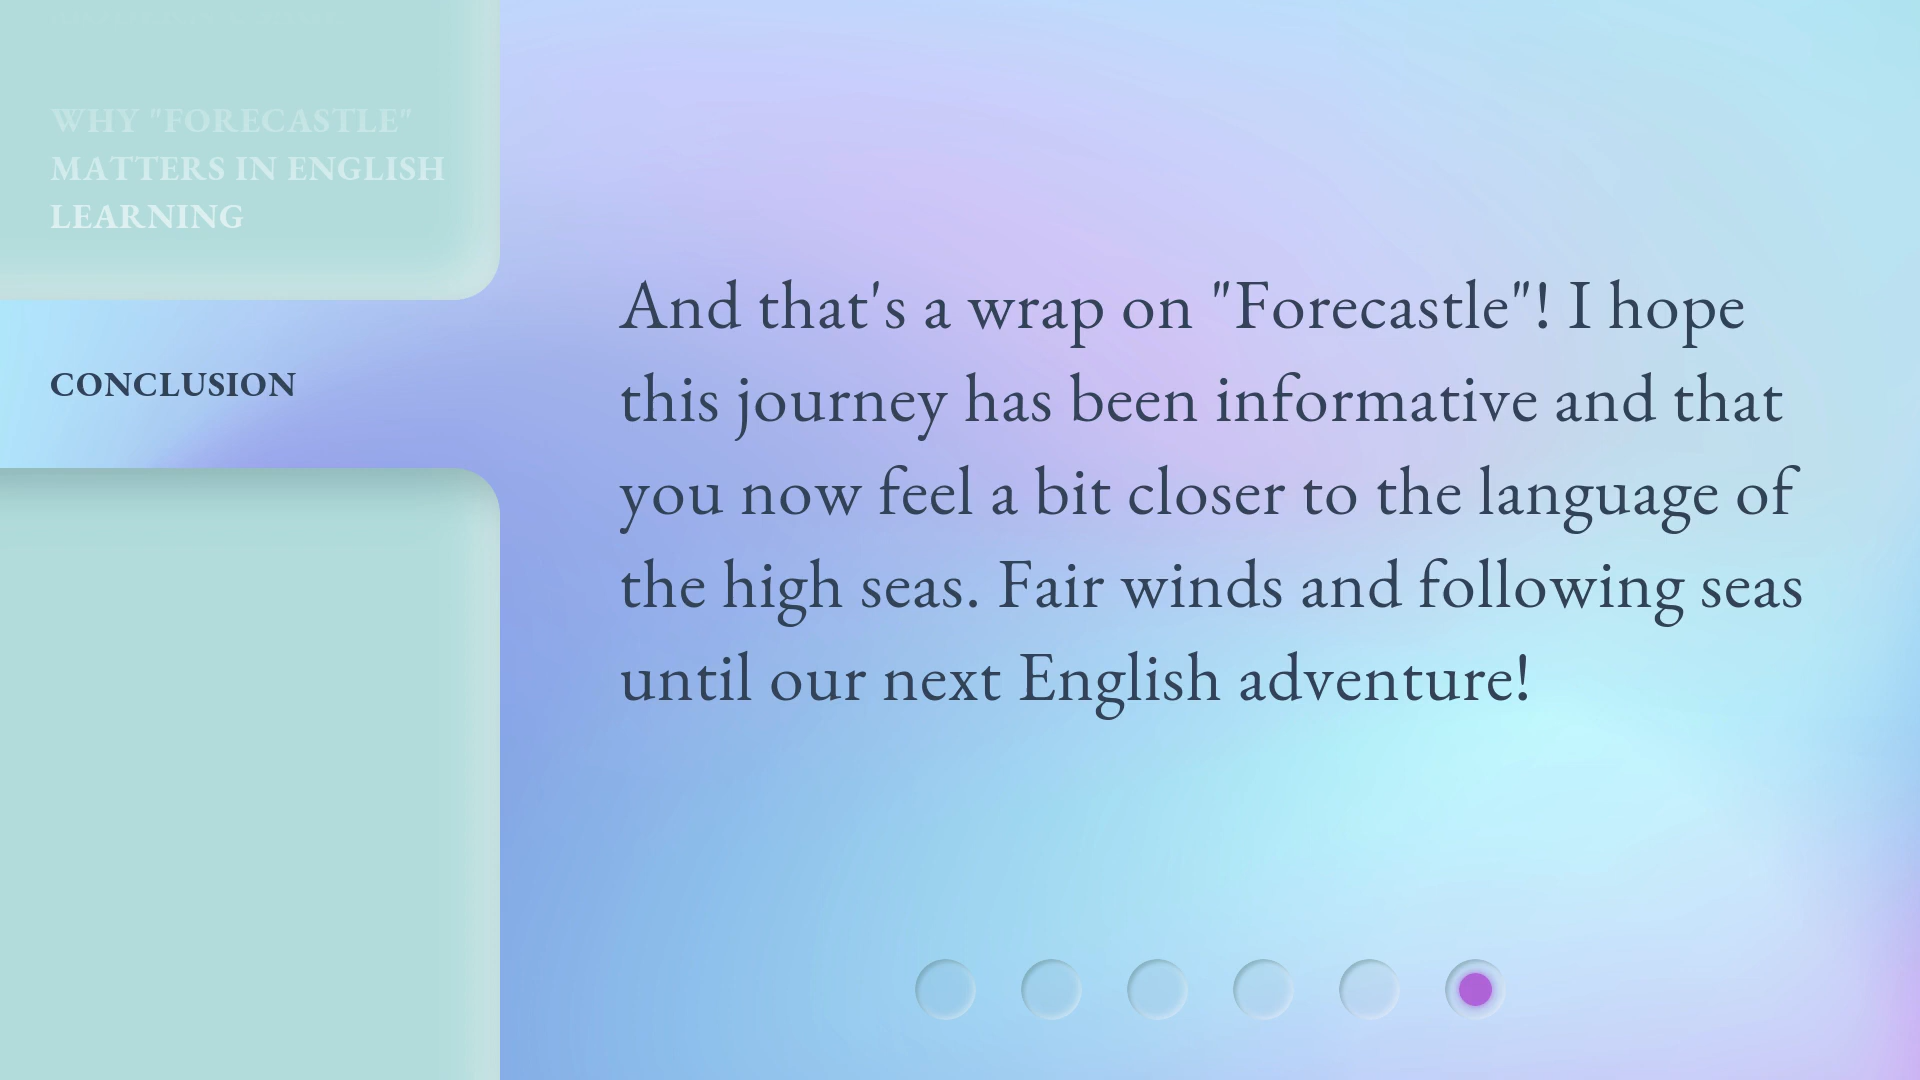 WHY "FORECASTLE"
MATTERS IN ENGLISH
LEARNING
CONCLUSION
And that's a wrap on "Forecastle"! I hope
this journey has been informative and that
you now feel a bit closer to the language of
the high seas. Fair winds and following seas
until our next English adventure!